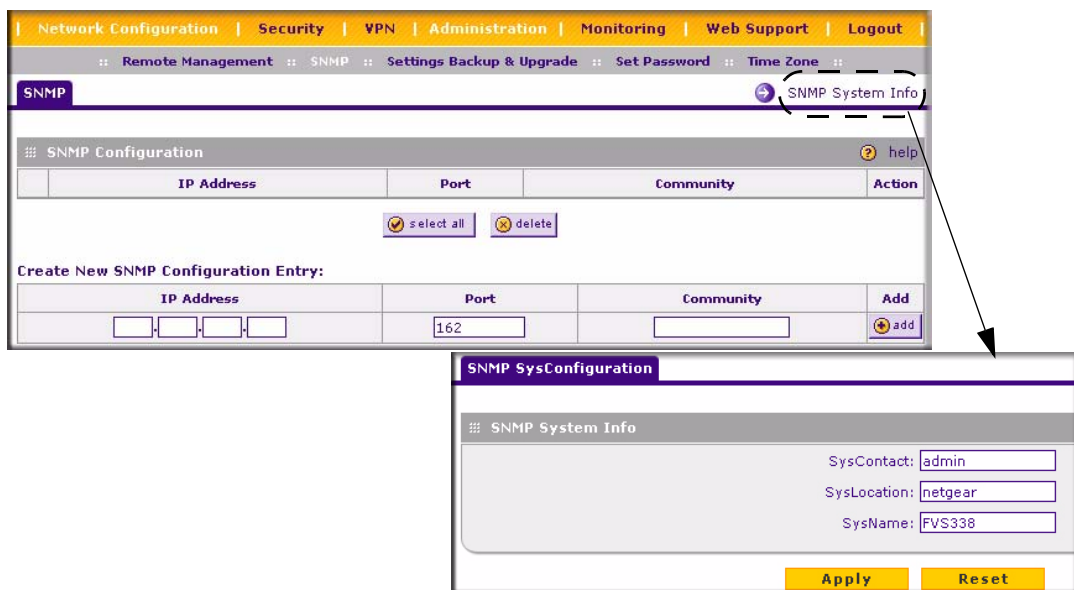 | Network Configuration | Security | VPN | Administration | Monitoring | Web Support | Logout |
:: Remote Management :: SNMP :: Settings Backup & Upgrade :: Set Password :: Time Zone ::
SNMP
SNMP System Info
SNMP Configuration
help
IP Address Port Community Action
select all delete
Create New SNMP Configuration Entry:
IP Address Port Community Add
. . . 162 add
SNMP SysConfiguration
SNMP System Info
SysContact: admin
SysLocation: netgear
SysName: FVS338
Apply Reset